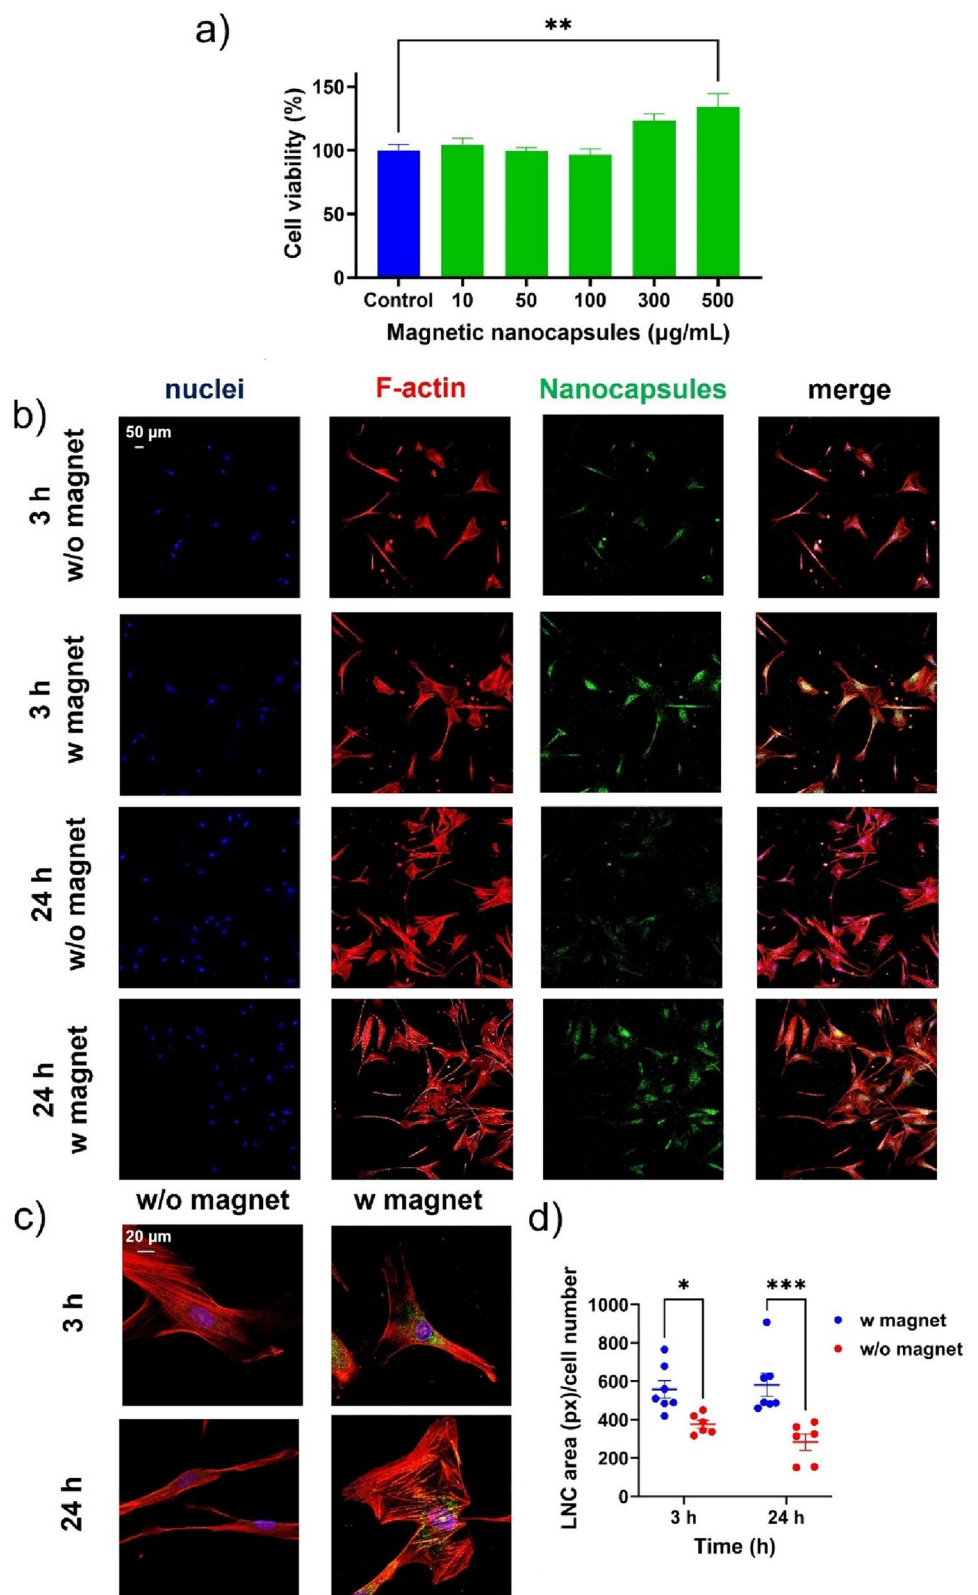 a)
**
Cell viability (%)
150
100
50
0
Control 10 50 100 300 500
Magnetic nanocapsules (µg/mL)
b)
nuclei F-actin Nanocapsules merge
50 µm
3 h
w/o magnet
3 h
w magnet
24 h
w/o magnet
24 h
w magnet
c)
w/o magnet w magnet
20 µm
3 h
24 h
d)
* ***
LNC area (px)/cell number
1000
800
600
400
200
0
3 h 24 h
Time (h)
w magnet
w/o magnet